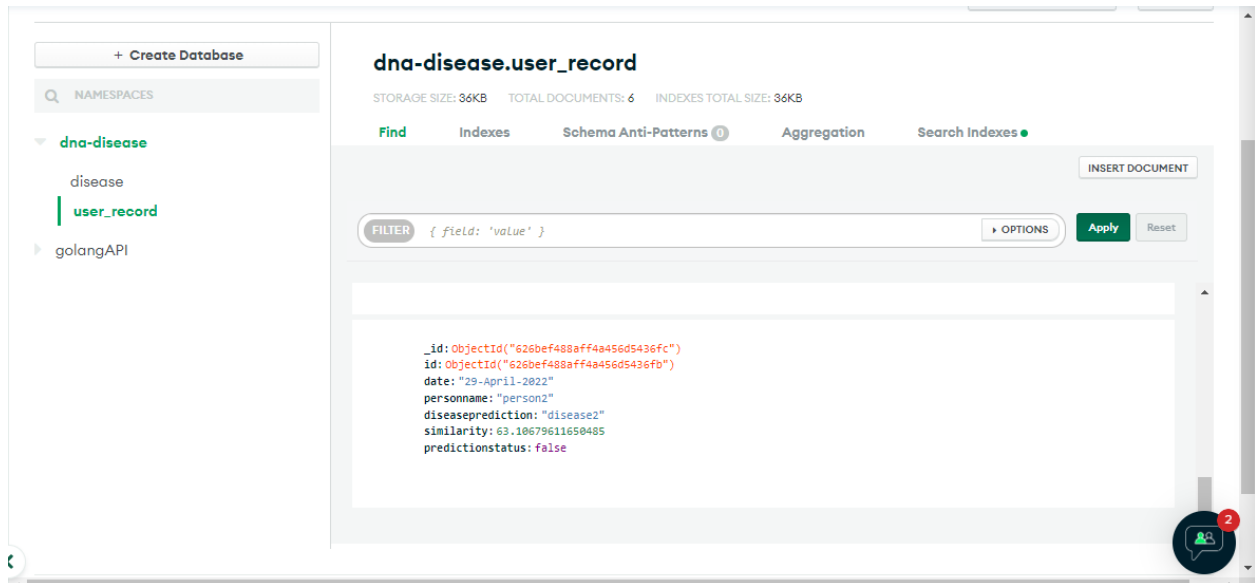 + Create Database
NAMESPACES
dna-disease
disease
user_record
golangAPI
dna-disease.user_record
STORAGE SIZE: 36KB TOTAL DOCUMENTS: 6 INDEXES TOTAL SIZE: 36KB
Find Indexes Schema Anti-Patterns 0 Aggregation Search Indexes
INSERT DOCUMENT
FILTER { field: 'value' } OPTIONS Apply Reset
_id: ObjectId("626bef488aff4a456d5436fc")
id: ObjectId("626bef488aff4a456d5436fb")
date: "29-April-2022"
personname: "person2"
diseaseprediction: "disease2"
similarity: 63.10679611650485
predictionstatus: false
2